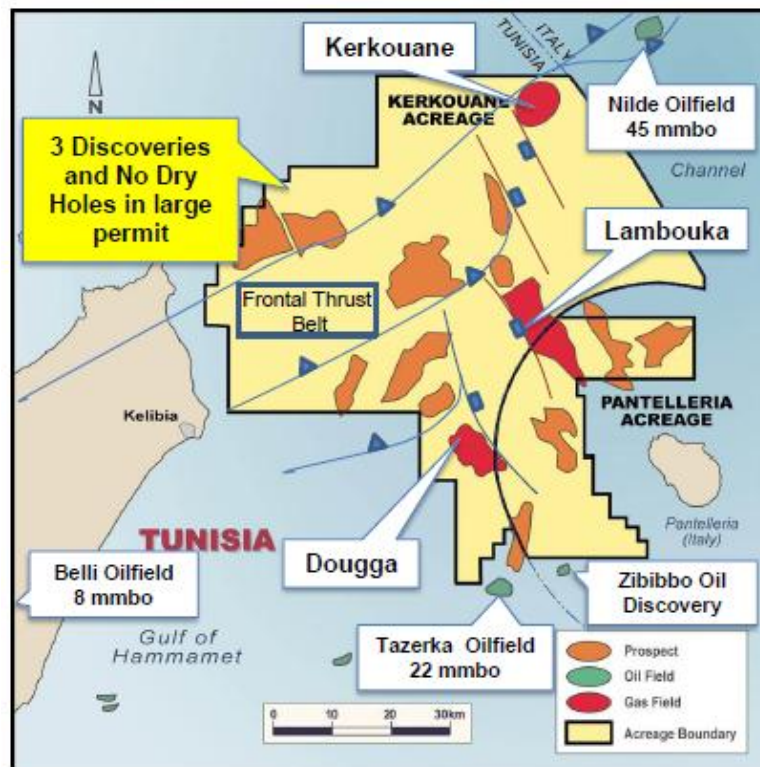 ITALY
TUNISIA
Kerkouane
KERKOUANE
ACREAGE
N
Nilde Oilfield
45 mmbo
3 Discoveries
and No Dry
Holes in large
permit
Channel
Lambouka
Frontal Thrust
Belt
PANTELLERIA
ACREAGE
Kelibia
Pantelleria
(Italy)
TUNISIA
Dougga
Belli Oilfield
8 mmbo
Zibibbo Oil
Discovery
Gulf of
Hammamet
Tazerka Oilfield
22 mmbo
Prospect
Oil Field
Gas Field
Acreage Boundary
0 10 20 30km